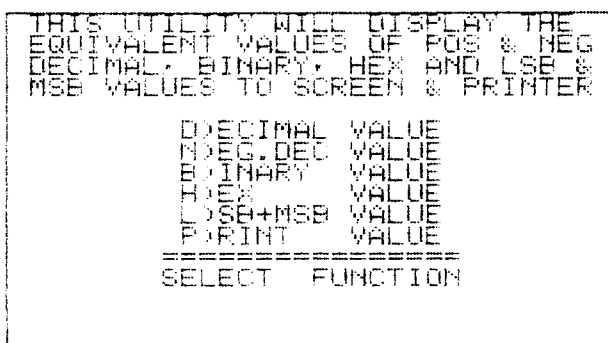 THIS UTILITY WILL DISPLAY THE
EQUIVALENT VALUES OF POS & NEG
DECIMAL, BINARY, HEX AND LSB &
MSB VALUES TO SCREEN & PRINTER
D)ECIMAL VALUE
N)EG.DEC VALUE
B)INARY VALUE
H)EX VALUE
L)SB+MSB VALUE
P)RINT VALUE
================
SELECT FUNCTION